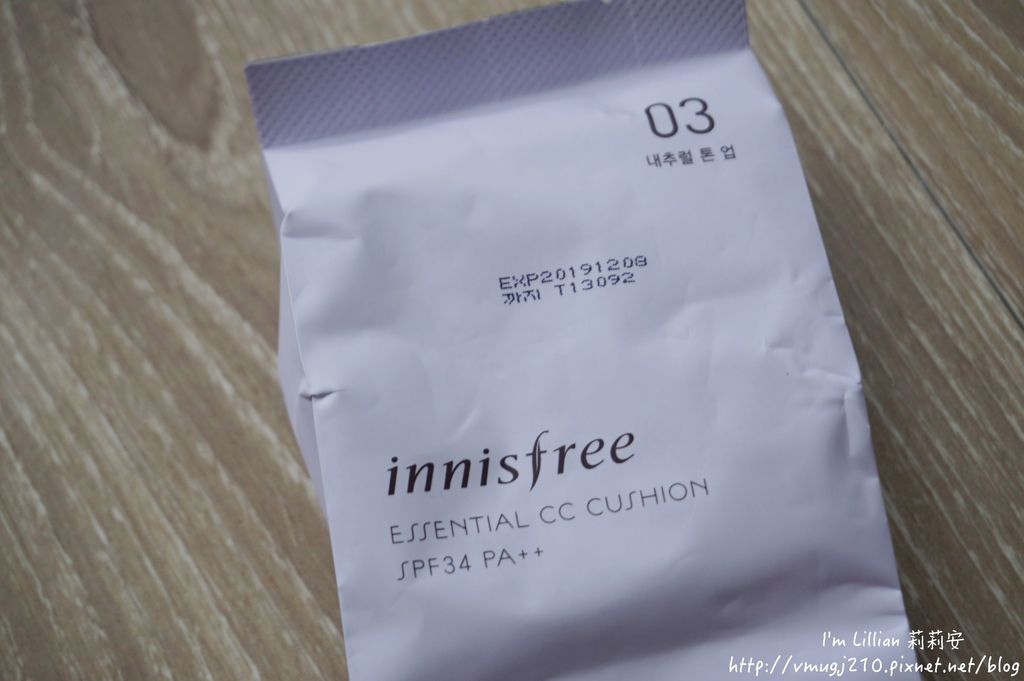 03
내추럴 톤 업
EXP20191208
까지 T13092
innisfree
ESSENTIAL CC CUSHION
SPF34 PA++
I'm Lillian 莉莉安
http://vmugj210.pixnet.net/blog